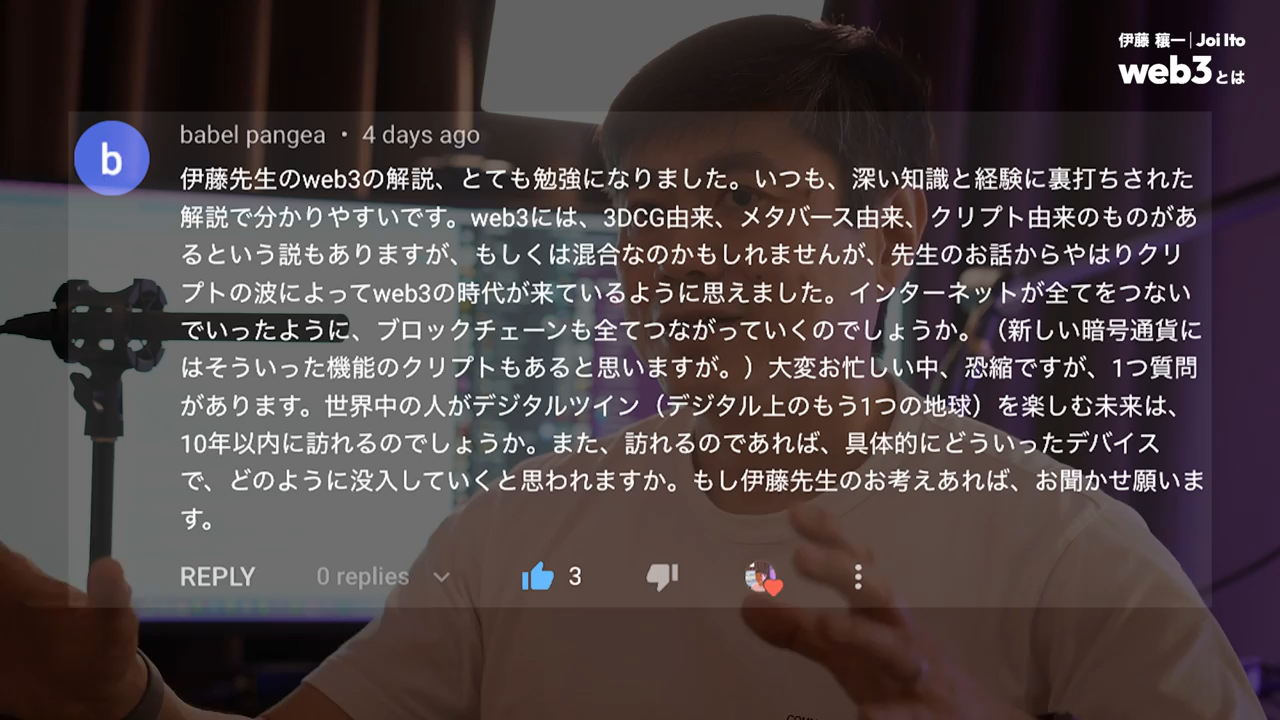 伊藤 穰一 | Joi Ito
web3とは
b
babel pangea ・ 4 days ago
伊藤先生のweb3の解説、とても勉強になりました。いつも、深い知識と経験に裏打ちされた
解説で分かりやすいです。web3には、3DCG由来、メタバース由来、クリプト由来のものがあ
るという説もありますが、もしくは混合なのかもしれませんが、先生のお話からやはりクリ
プトの波によってweb3の時代が来ているように思えました。インターネットが全てをつない
でいったように、ブロックチェーンも全てつながっていくのでしょうか。（新しい暗号通貨に
はそういった機能のクリプトもあると思いますが。）大変お忙しい中、恐縮ですが、1つ質問
があります。世界中の人がデジタルツイン（デジタル上のもう1つの地球）を楽しむ未来は、
10年以内に訪れるのでしょうか。また、訪れるのであれば、具体的にどういったデバイス
で、どのように没入していくと思われますか。もし伊藤先生のお考えあれば、お聞かせ願いま
す。
REPLY 0 replies 3